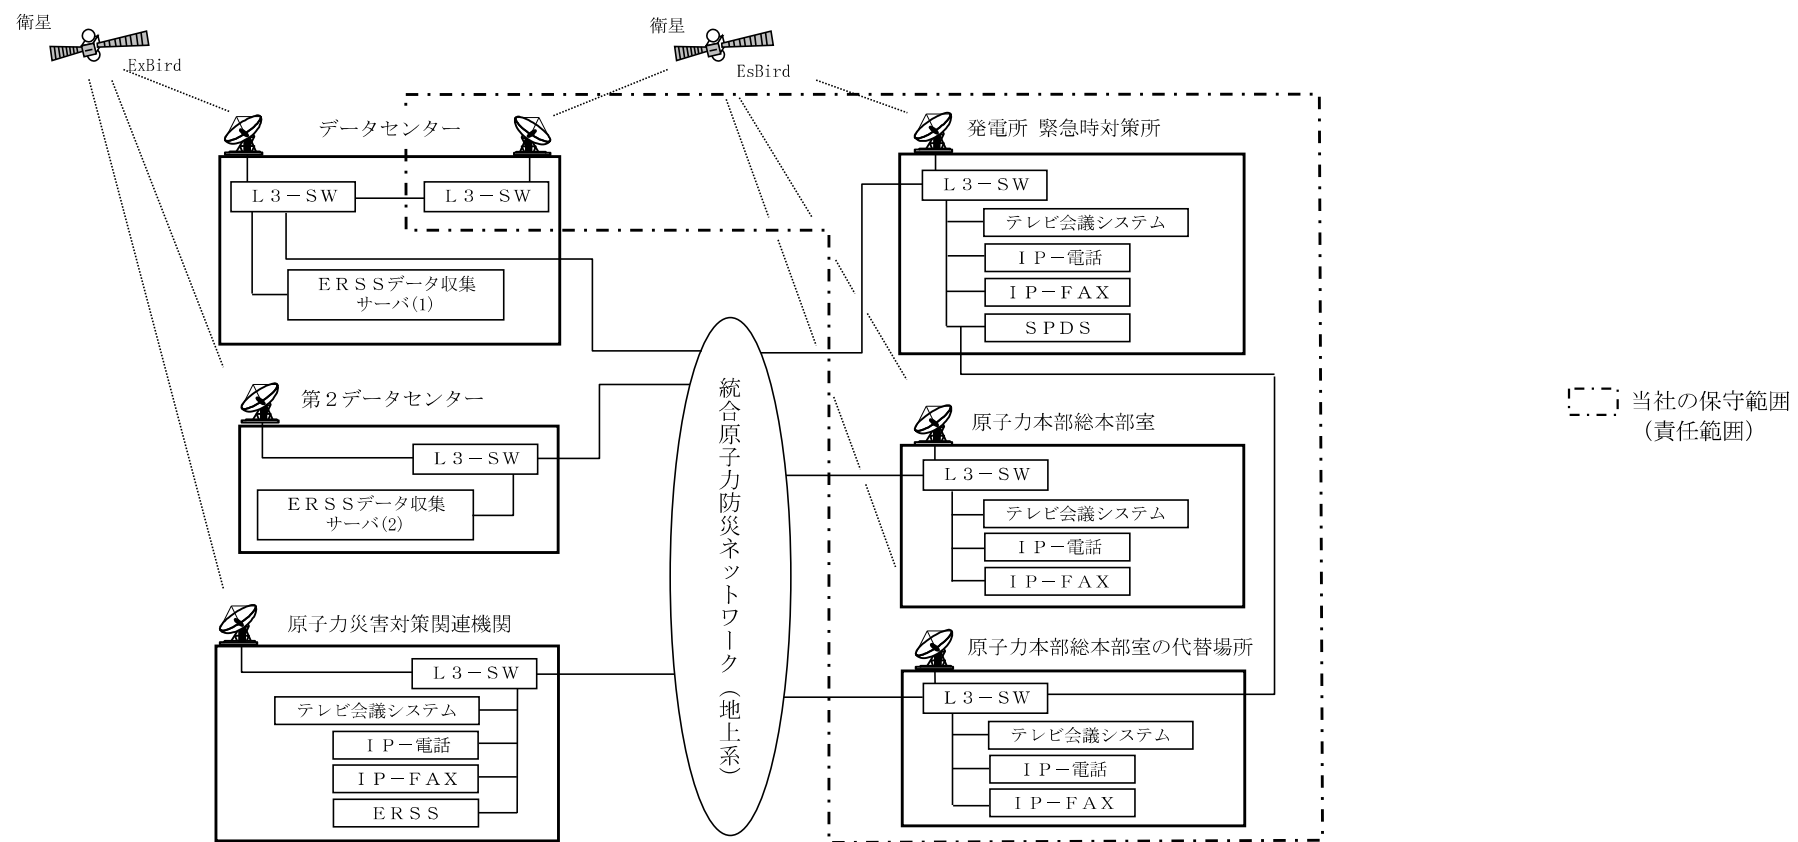 衛星
ExBird
衛星
EsBird
データセンター
Ｌ３－ＳＷ
Ｌ３－ＳＷ
ＥＲＳＳデータ収集
サーバ(1)
第２データセンター
Ｌ３－ＳＷ
ＥＲＳＳデータ収集
サーバ(2)
原子力災害対策関連機関
Ｌ３－ＳＷ
テレビ会議システム
ＩＰ－電話
ＩＰ－ＦＡＸ
ＥＲＳＳ
統合原子力防災ネットワーク（地上系）
発電所 緊急時対策所
Ｌ３－ＳＷ
テレビ会議システム
ＩＰ－電話
ＩＰ－ＦＡＸ
ＳＰＤＳ
原子力本部総本部室
Ｌ３－ＳＷ
テレビ会議システム
ＩＰ－電話
ＩＰ－ＦＡＸ
原子力本部総本部室の代替場所
Ｌ３－ＳＷ
テレビ会議システム
ＩＰ－電話
ＩＰ－ＦＡＸ
当社の保守範囲
（責任範囲）